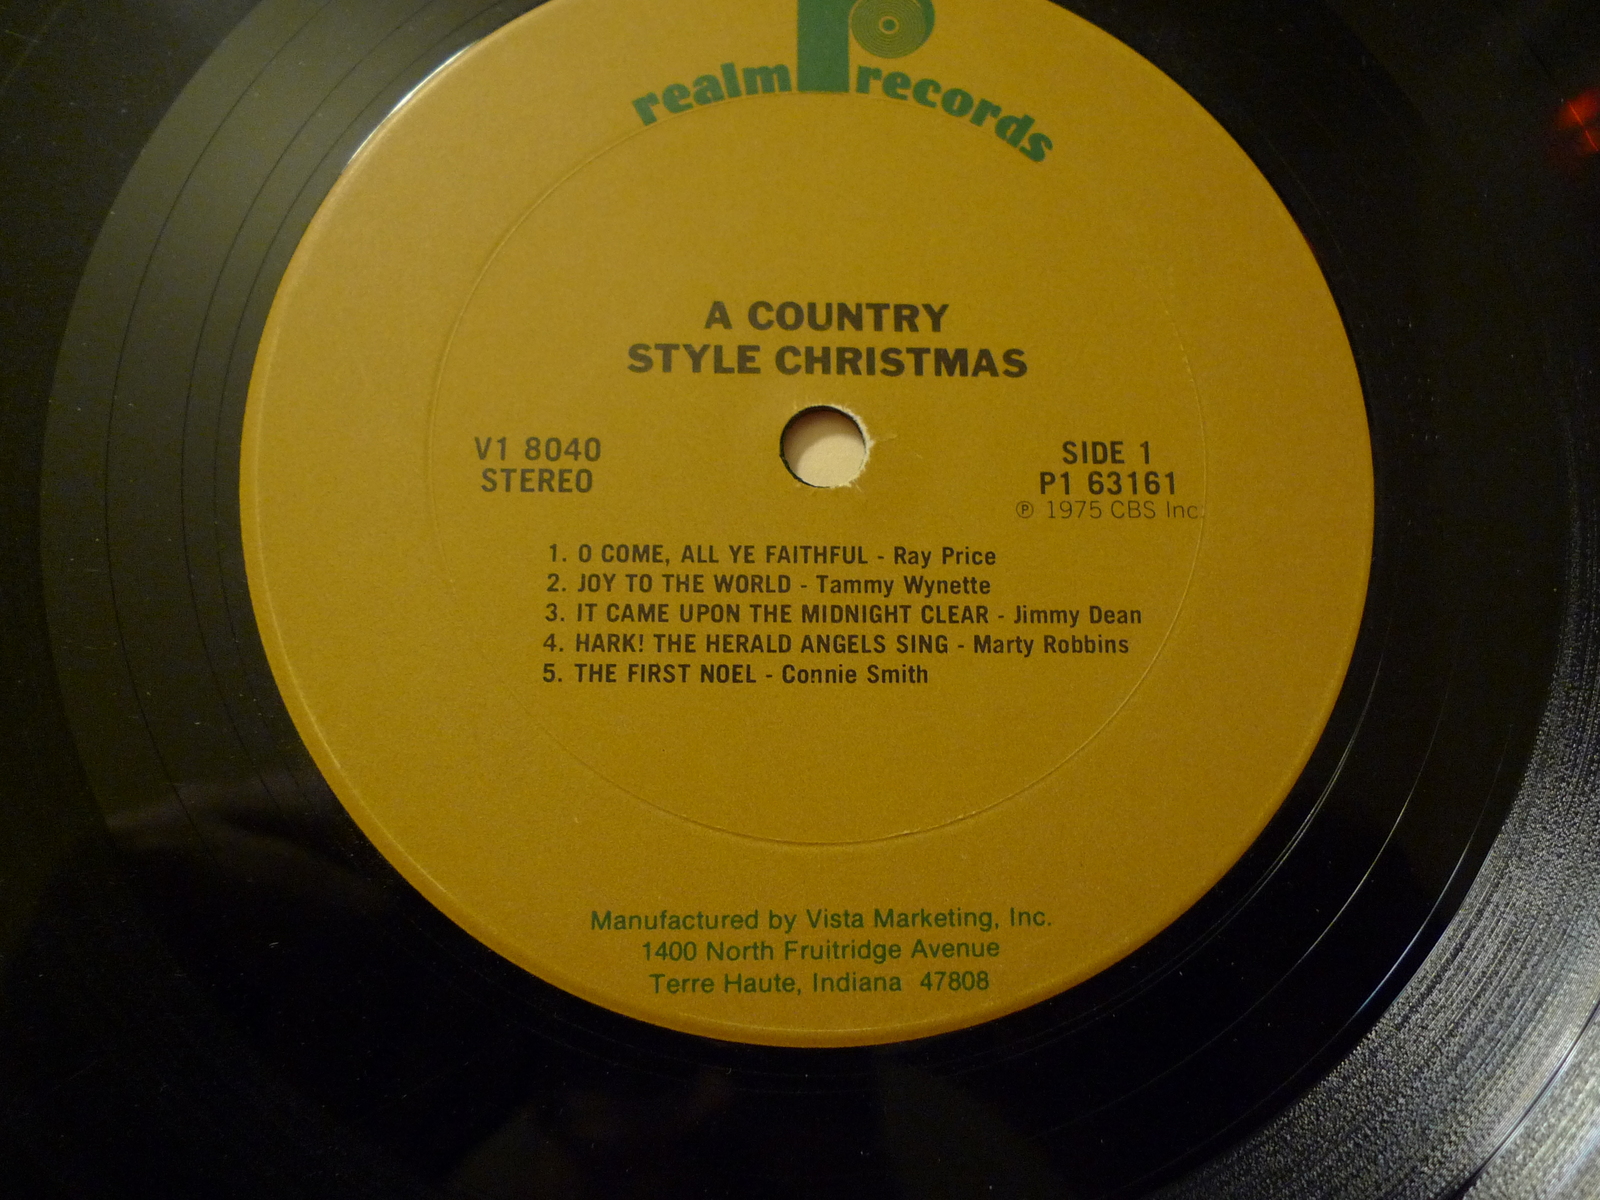 realm records
A COUNTRY
STYLE CHRISTMAS
V1 8040
STEREO
SIDE 1
P1 63161
℗ 1975 CBS Inc.
1. O COME, ALL YE FAITHFUL - Ray Price
2. JOY TO THE WORLD - Tammy Wynette
3. IT CAME UPON THE MIDNIGHT CLEAR - Jimmy Dean
4. HARK! THE HERALD ANGELS SING - Marty Robbins
5. THE FIRST NOEL - Connie Smith
Manufactured by Vista Marketing, Inc.
1400 North Fruitridge Avenue
Terre Haute, Indiana 47808